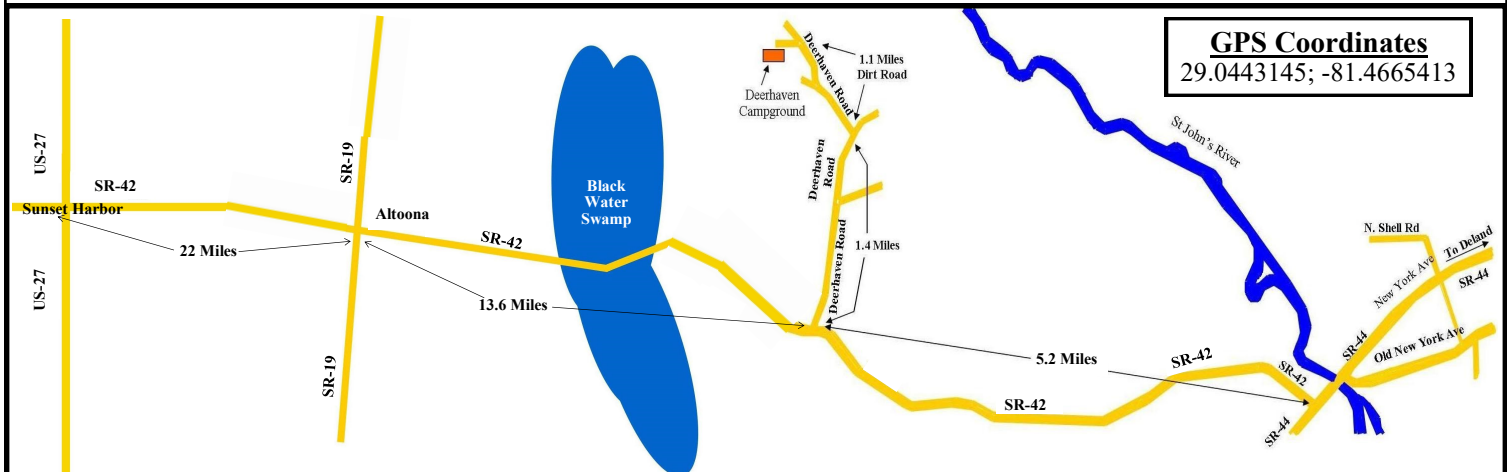 GPS Coordinates
29.0443145; -81.4665413
Deerhaven Road
1.1 Miles
Dirt Road
Deerhaven
Campground
St John's River
US-27
SR-19
SR-42
Sunset Harbor
Altoona
Black
Water
Swamp
Deerhaven
Road
N. Shell Rd
To Deland
SR-42
22 Miles
1.4 Miles
Deerhaven Road
New York Ave
SR-44
US-27
13.6 Miles
SR-19
5.2 Miles
SR-42
SR-42
SR-44
Old New York Ave
SR-42
SR-44